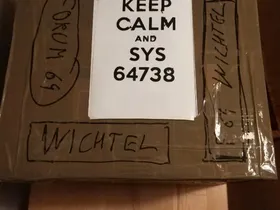 KEEP
CALM
AND
SYS
64738
FORUM 64
WICHTEL
WICHTEL